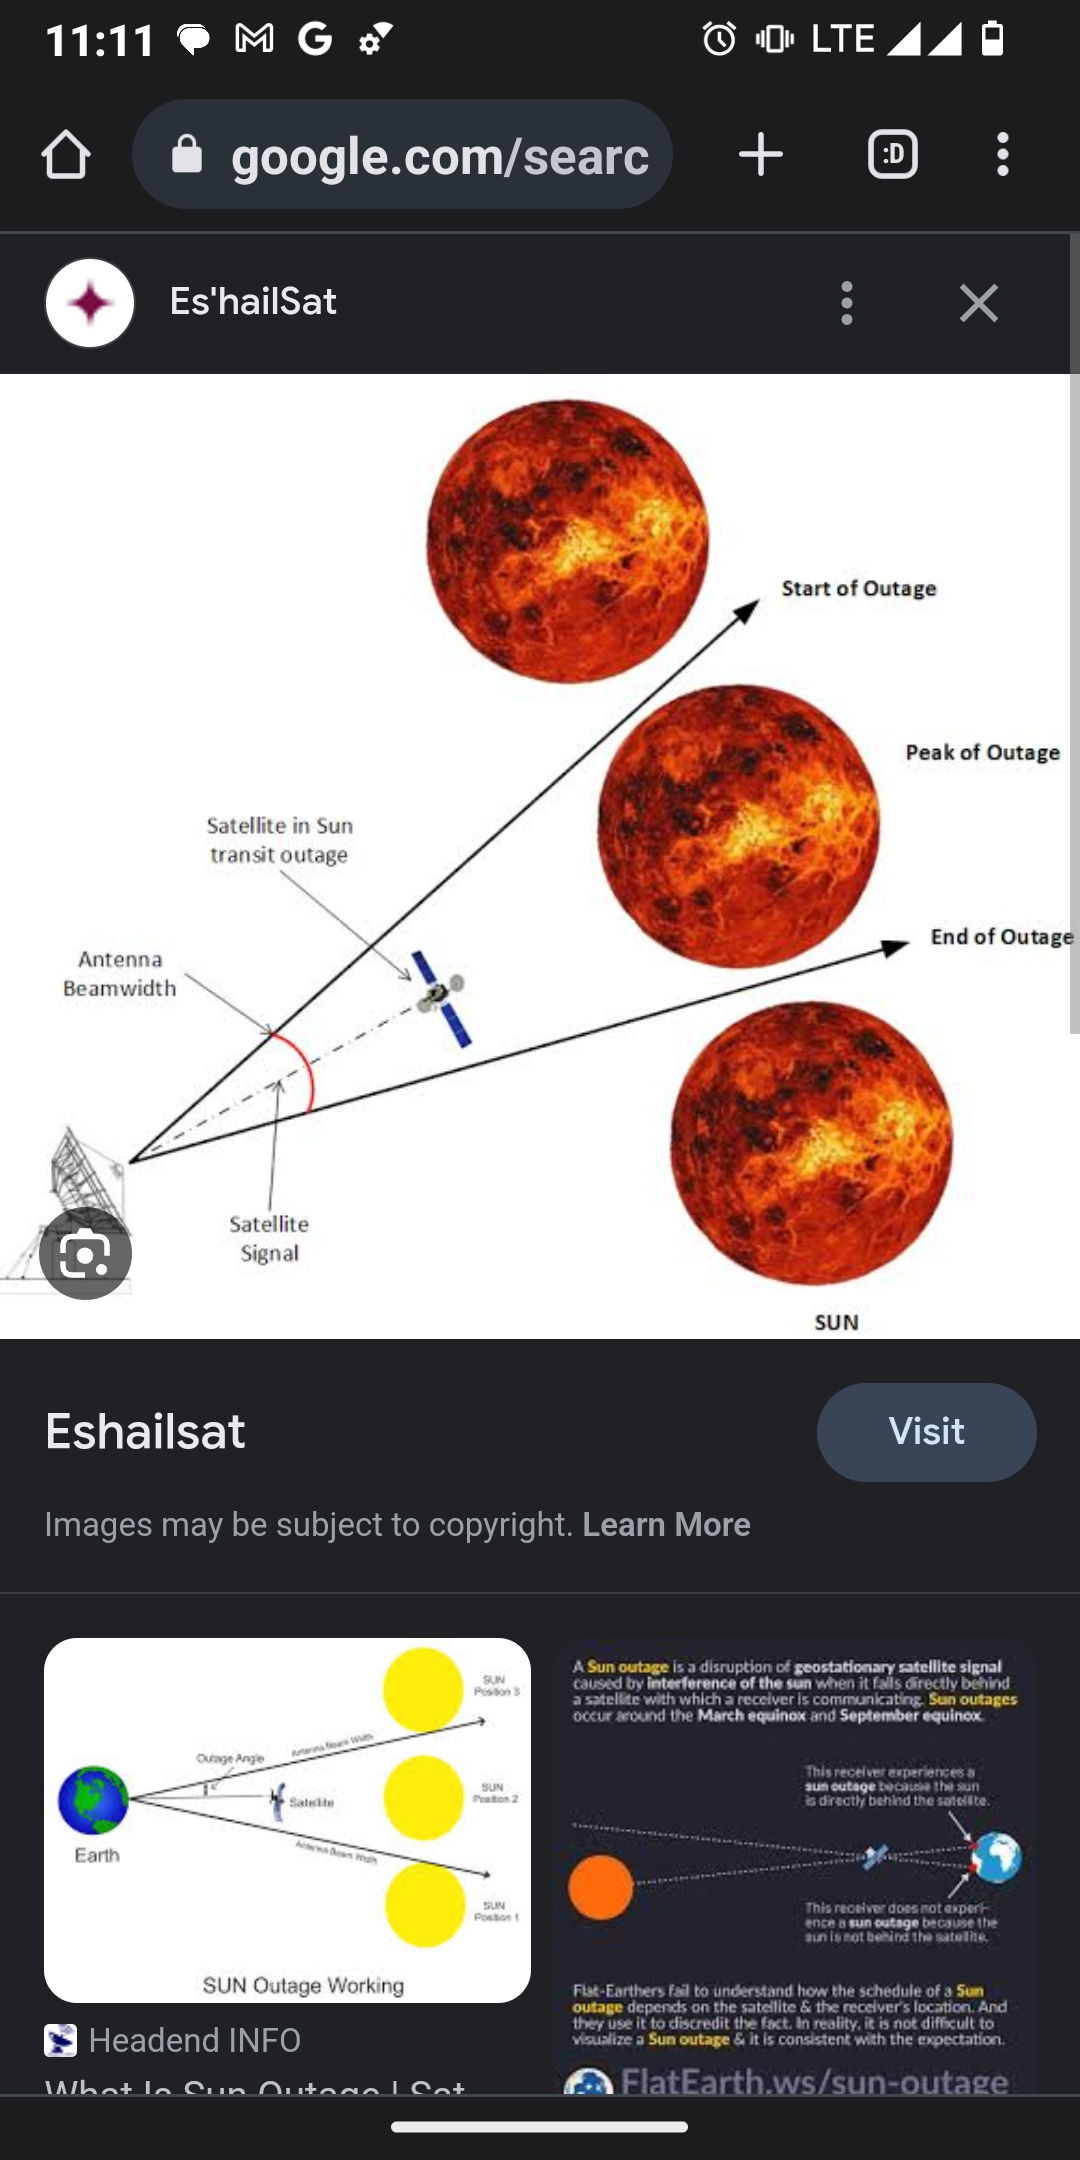 11:11
LTE
google.com/searc
:D
Es'hailSat
Start of Outage
Peak of Outage
Satellite in Sun
transit outage
End of Outage
Antenna
Beamwidth
Satellite
Signal
SUN
Eshailsat
Visit
Images may be subject to copyright. Learn More
SUN
Position 3
Antenna Beam Width
Outage Angle
SUN
Position 2
Satellite
Earth
Antenna Beam Width
SUN
Position 1
SUN Outage Working
Headend INFO
What Is Sun Outage | Sat
A Sun outage is a disruption of geostationary satellite signal
caused by interference of the sun when it falls directly behind
a satellite with which a receiver is communicating. Sun outages
occur around the March equinox and September equinox.
This receiver experiences a
sun outage because the sun
is directly behind the satellite.
This receiver does not experi-
ence a sun outage because the
sun is not behind the satellite.
Flat-Earthers fail to understand how the schedule of a Sun
outage depends on the satellite & the receiver's location. And
they use it to discredit the fact. In reality, it is not difficult to
visualize a Sun outage & it is consistent with the expectation.
FlatEarth.ws/sun-outage